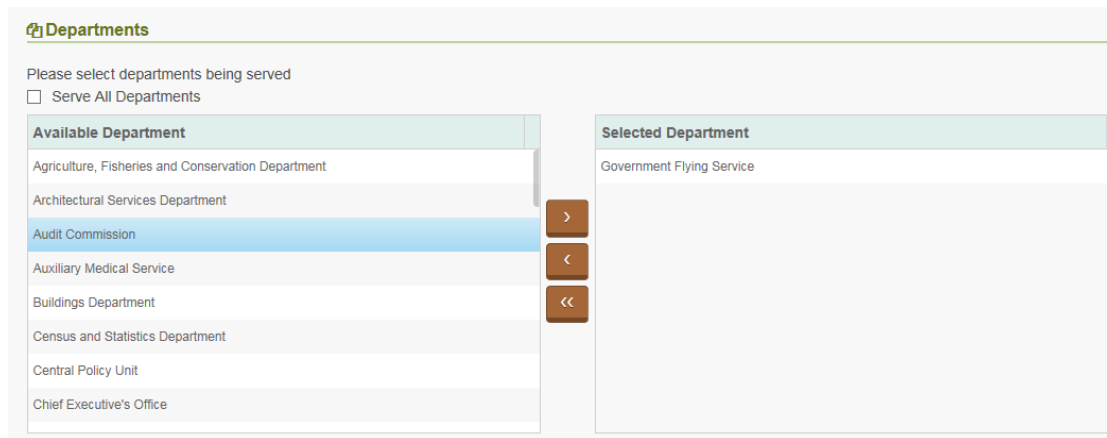 Departments
Please select departments being served
Serve All Departments
Available Department
Agriculture, Fisheries and Conservation Department
Architectural Services Department
Audit Commission
Auxiliary Medical Service
Buildings Department
Census and Statistics Department
Central Policy Unit
Chief Executive's Office
›
‹
‹‹
Selected Department
Government Flying Service